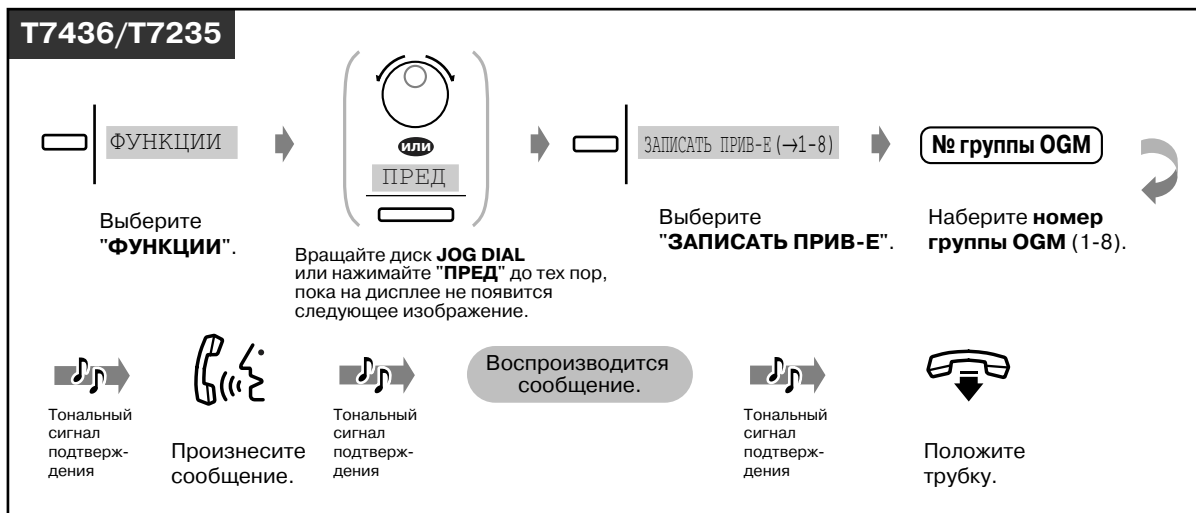 T7436/T7235
ФУНКЦИИ
Выберите
"ФУНКЦИИ".
или
ПРЕД
Вращайте диск JOG DIAL
или нажимайте "ПРЕД" до тех пор,
пока на дисплее не появится
следующее изображение.
ЗАПИСАТЬ ПРИВ-Е (→1-8)
Выберите
"ЗАПИСАТЬ ПРИВ-Е".
№ группы OGM
Наберите номер
группы OGM (1-8).
Тональный
сигнал
подтверж-
дения
Произнесите
сообщение.
Тональный
сигнал
подтверж-
дения
Воспроизводится
сообщение.
Тональный
сигнал
подтверж-
дения
Положите
трубку.